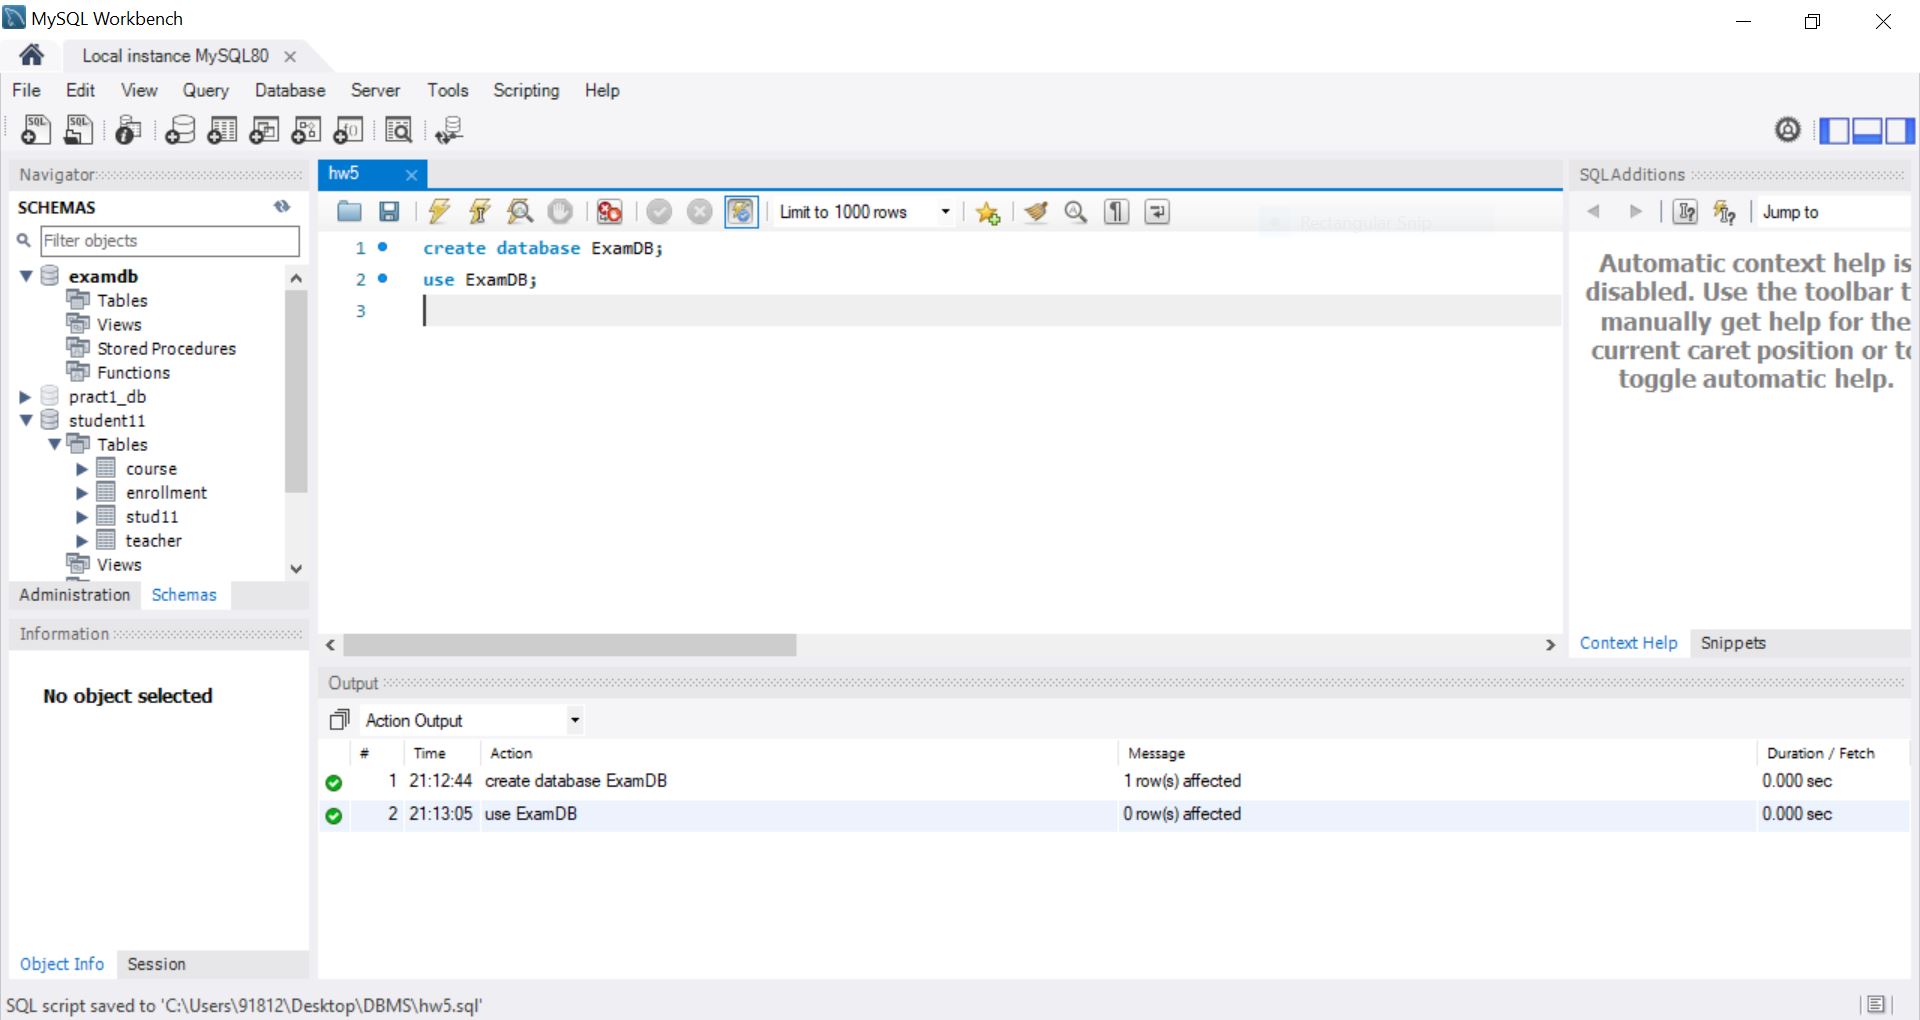 MySQL Workbench
Local instance MySQL80
File Edit View Query Database Server Tools Scripting Help
Navigator
SCHEMAS
Filter objects
examdb
Tables
Views
Stored Procedures
Functions
pract1_db
student11
Tables
course
enrollment
stud11
teacher
Views
Administration Schemas
Information
No object selected
Object Info Session
hw5
Limit to 1000 rows
Rectangular Snip
1 create database ExamDB;
2 use ExamDB;
3
SQLAdditions
Jump to
Automatic context help is
disabled. Use the toolbar t
manually get help for the
current caret position or to
toggle automatic help.
Context Help Snippets
Output
Action Output
# Time Action Message Duration / Fetch
1 21:12:44 create database ExamDB 1 row(s) affected 0.000 sec
2 21:13:05 use ExamDB 0 row(s) affected 0.000 sec
SQL script saved to 'C:\Users\91812\Desktop\DBMS\hw5.sql'